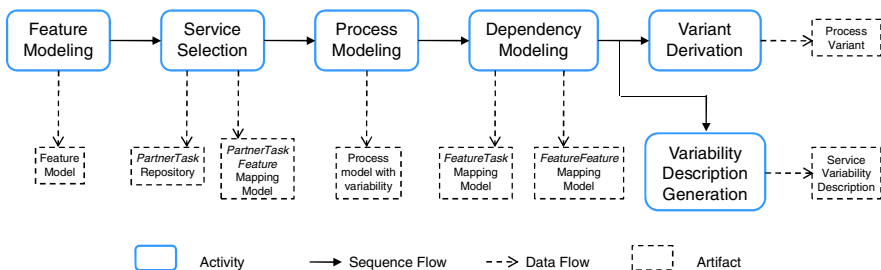 Feature
Modeling
Service
Selection
Process
Modeling
Dependency
Modeling
Variant
Derivation
Process
Variant
Feature
Model
PartnerTask
Repository
PartnerTask
Feature
Mapping
Model
Process
model with
variability
FeatureTask
Mapping
Model
FeatureFeature
Mapping
Model
Variability
Description
Generation
Service
Variability
Description
Activity
Sequence Flow
Data Flow
Artifact